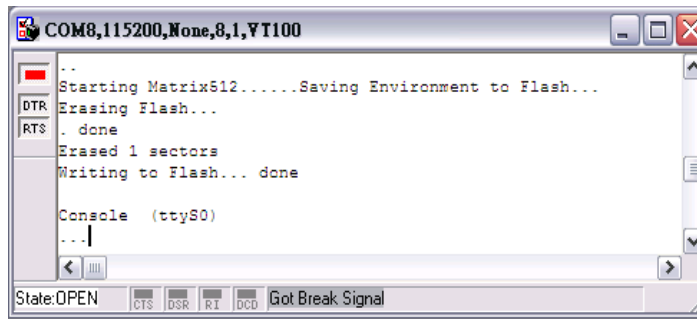 COM8,115200,None,8,1,VT100
..
Starting Matrix512......Saving Environment to Flash...
DTR
Erasing Flash...
RTS
. done
Erased 1 sectors
Writing to Flash... done
Console (ttyS0)
...
State:OPEN
CTS
DSR
RI
DCD
Got Break Signal